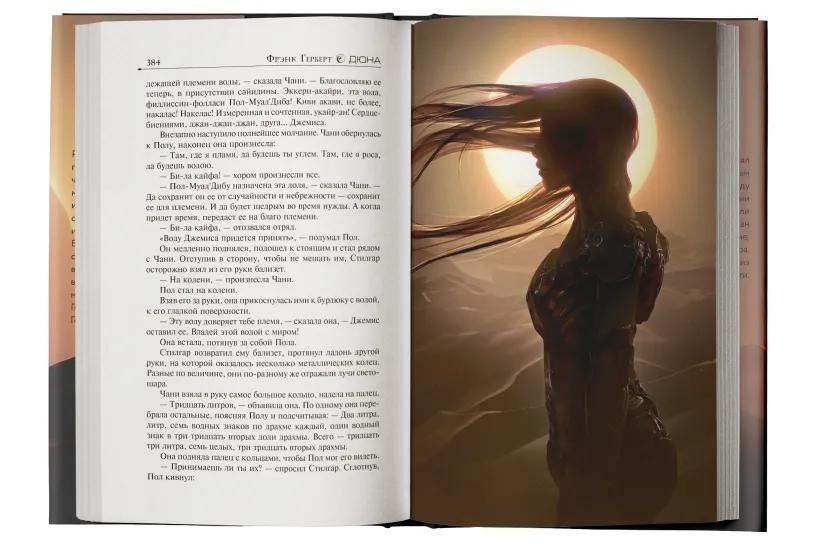 384
Фрэнк Герберт ДЮНА
лежащей племени воды, — сказала Чани. — Благословляю ее
теперь, в присутствии сайидины. Эккери-акайри, эта вода,
филлиссин-фолласи Пол-Муал'Диба! Киви акави, не более,
накалас! Накелас! Измеренная и сочтенная, укайр-ан! Сердце-
биениями, джан-джан-джан, друга... Джемиса.
Внезапно наступило полнейшее молчание. Чани обернулась
к Полу, наконец она произнесла:
— Там, где я пламя, да будешь ты углем. Там, где я роса,
да будешь водою.
— Би-ла кайфа! — хором произнесли все.
— Пол-Муал'Дибу назначена эта доля, — сказала Чани. —
Да сохранит он ее от случайности и небрежности — сохранит
ее для племени. И да будет щедрым во время нужды. А когда
придет время, передаст ее на благо племени.
— Би-ла кайфа, — отозвался отряд.
«Воду Джемиса придется принять», — подумал Пол.
Он медленно поднялся, подошел к стоящим и стал рядом
с Чани. Отступив в сторону, чтобы не мешать им, Стилгар
осторожно взял из его руки бализет.
— На колени, — произнесла Чани.
Пол стал на колени.
Взяв его за руки, она прикоснулась ими к бурдюку с водой,
к его гладкой поверхности.
— Эту воду доверяет тебе племя, — сказала она, — Джемис
оставил ее. Владей этой водой с миром!
Она встала, потянув за собой Пола.
Стилгар возвратил ему бализет, протянул ладонь другой
руки, на которой оказалось несколько металлических колец.
Разные по величине, они по-разному же отражали лучи свето-
шара.
Чани взяла в руку самое большое кольцо, надела на палец.
— Тридцать литров, — объявила она. По одному она пере-
брала остальные, поясняя Полу и подсчитывая: — Два литра,
литр, семь водных знаков по драхме каждый, один водный
знак в три тридцать вторых доли драхмы. Всего — тридцать
три литра, семь целых, три тридцать вторых драхмы.
Она подняла палец с кольцами, чтобы Пол мог его видеть.
— Принимаешь ли ты их? — спросил Стилгар. Сглотнув,
Пол кивнул: